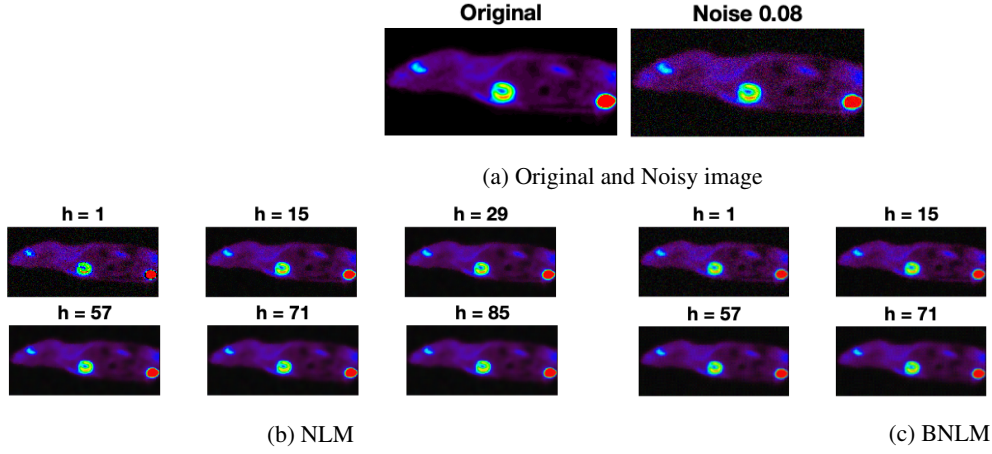 Original
Noise 0.08
(a) Original and Noisy image
h = 1
h = 15
h = 29
h = 57
h = 71
h = 85
(b) NLM
h = 1
h = 15
h = 57
h = 71
(c) BNLM